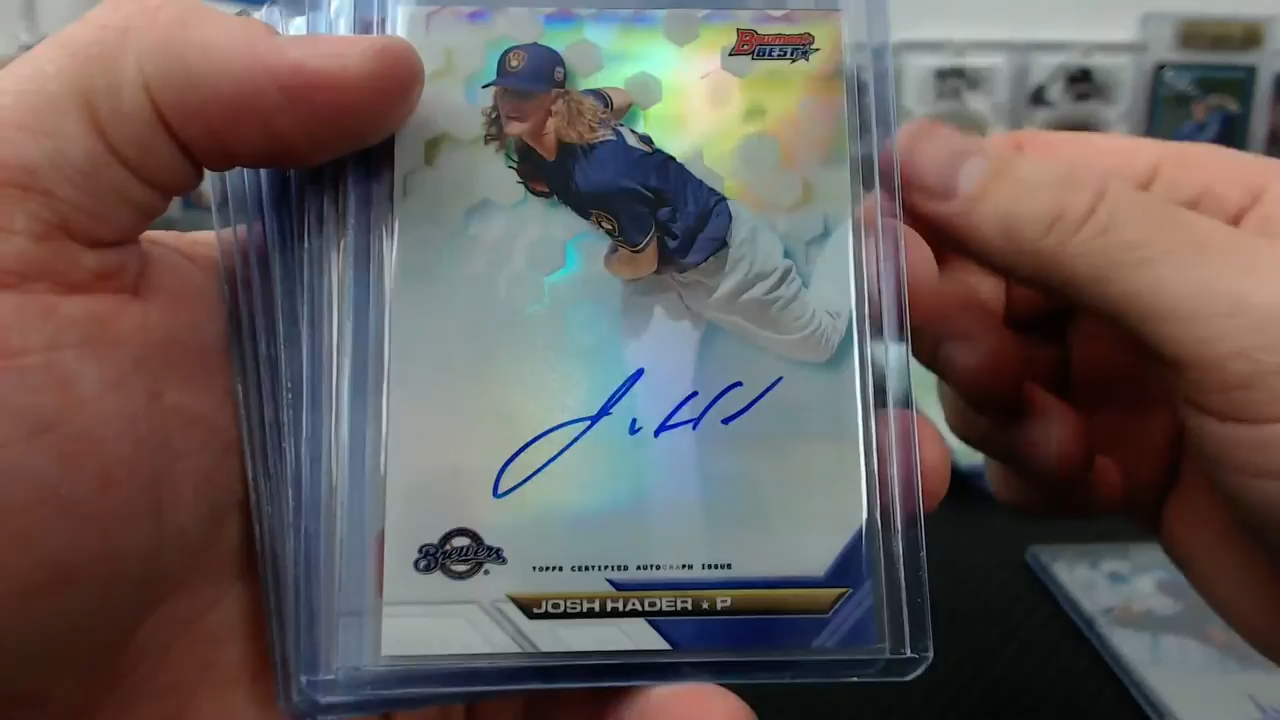 Bowman's
BEST
Brewers
TOPPS CERTIFIED AUTOGRAPH ISSUE
JOSH HADER ★ P